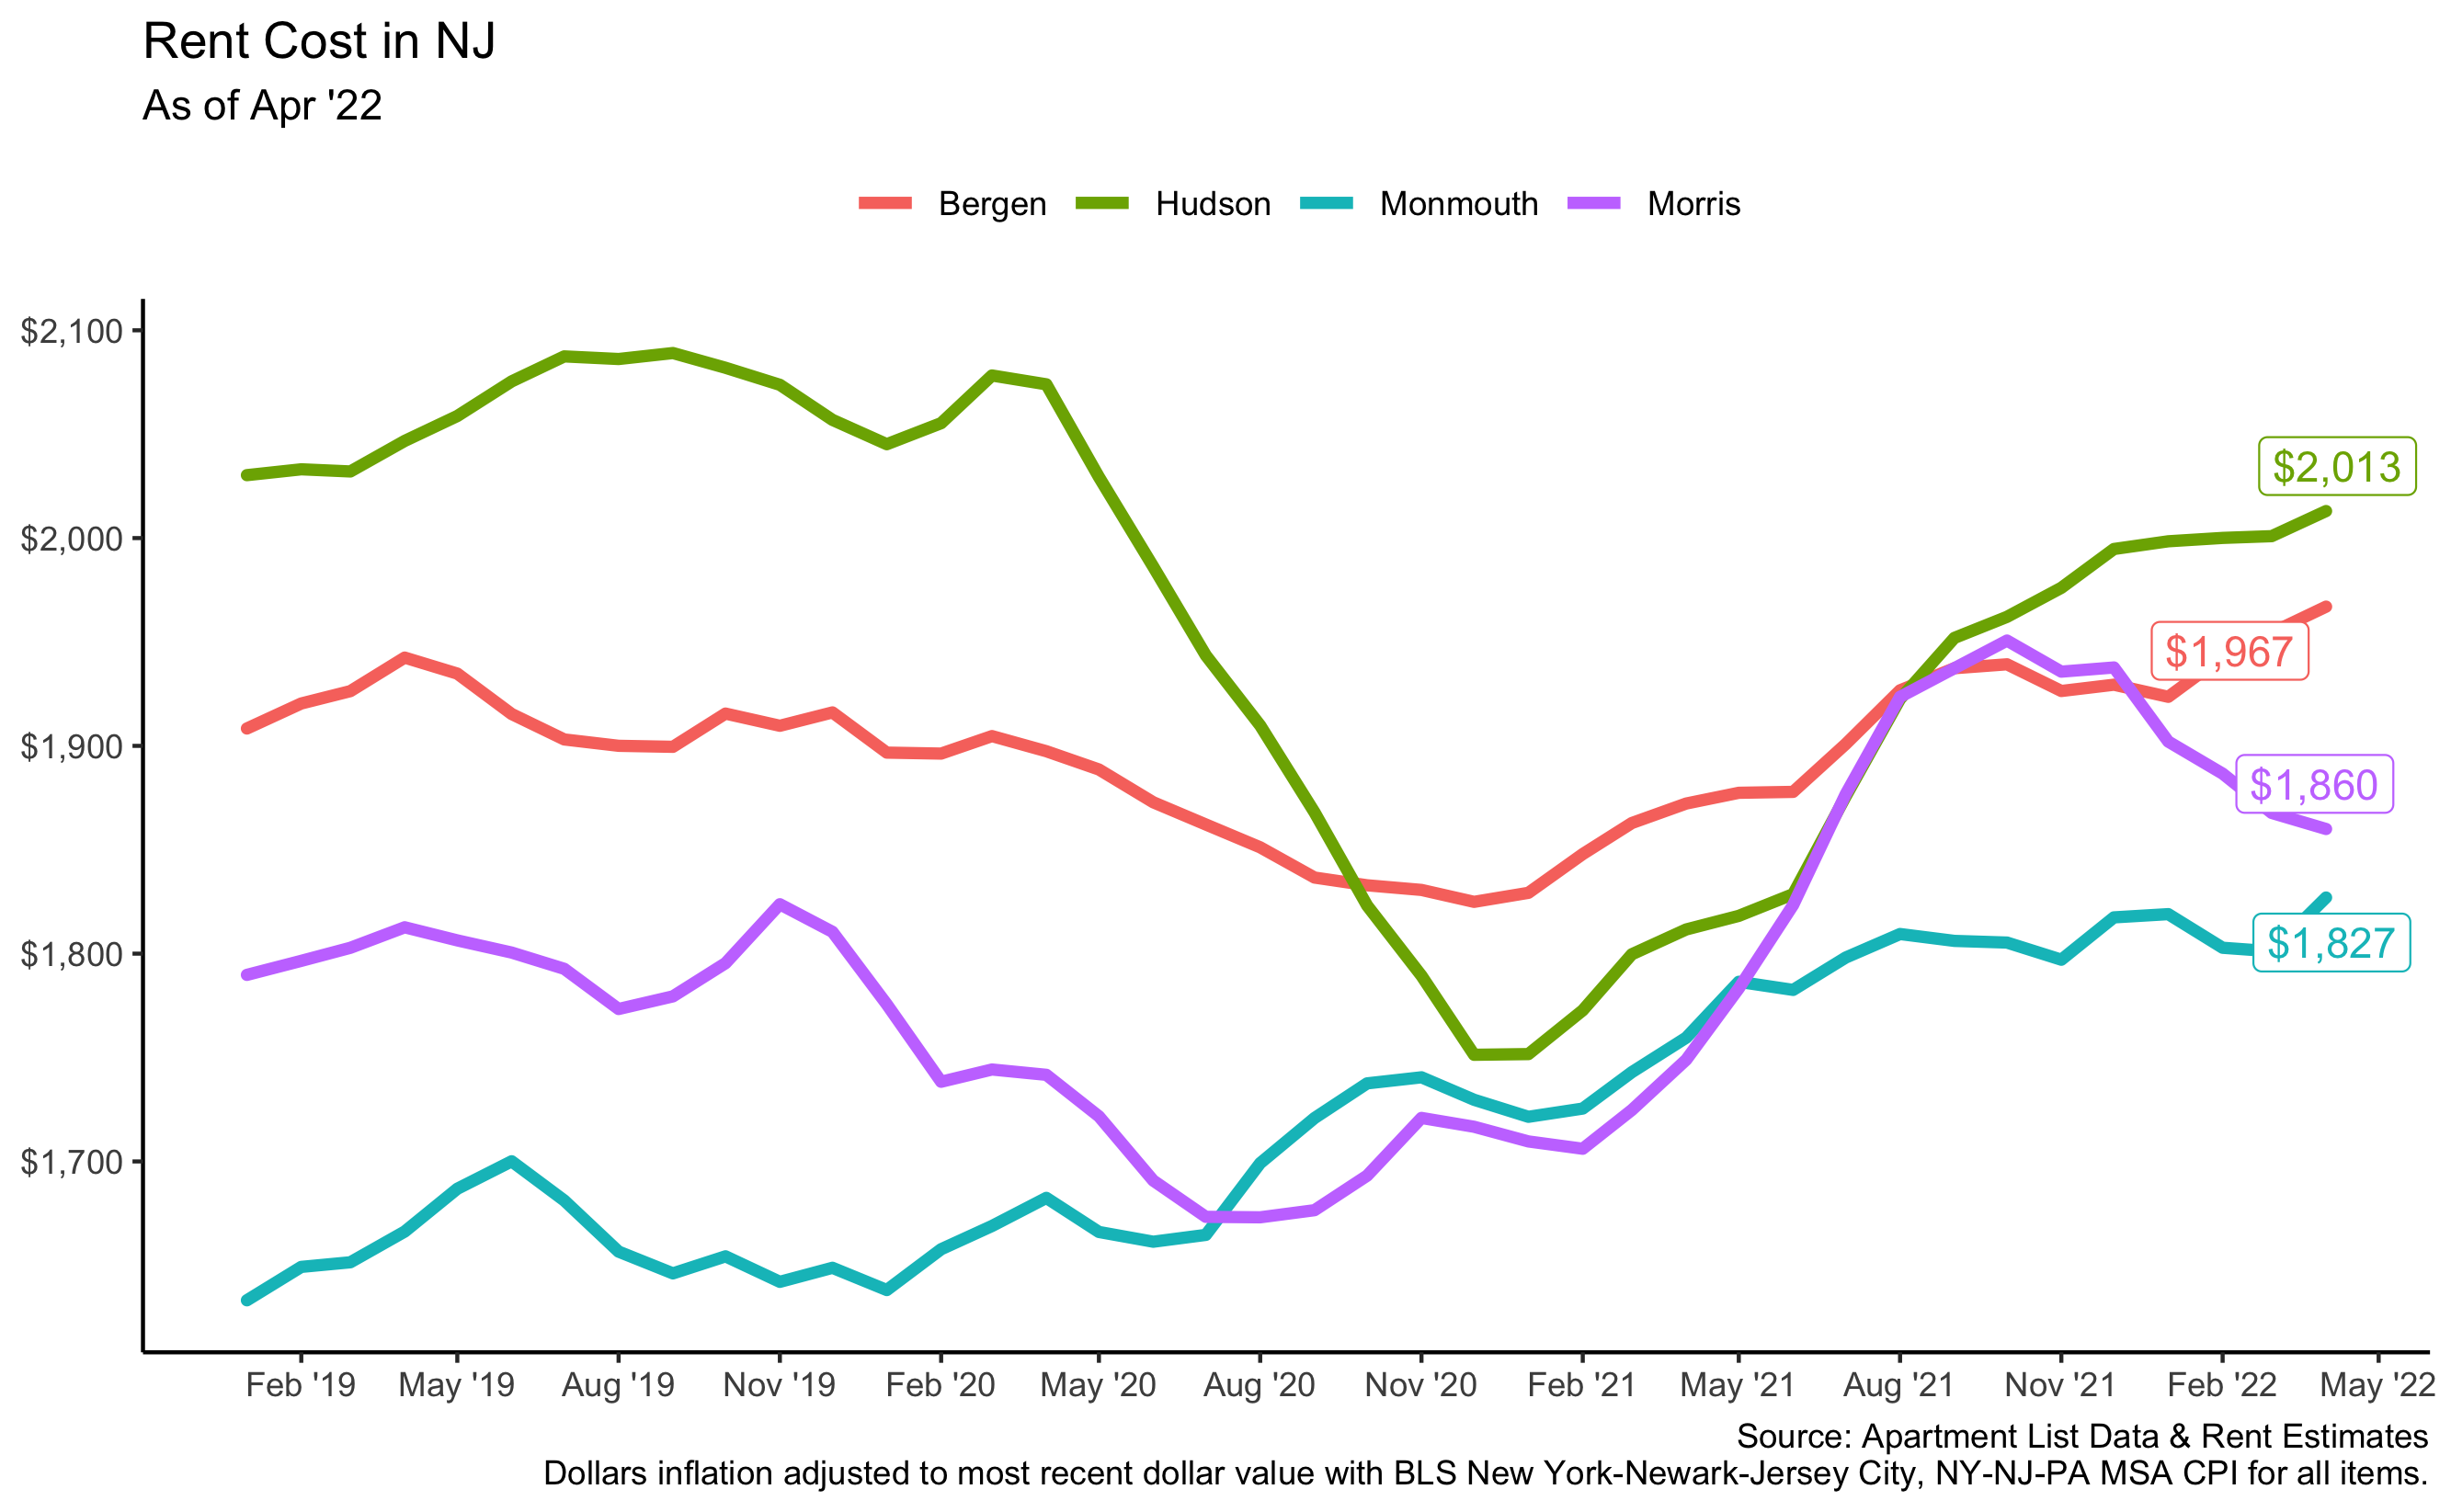 Rent Cost in NJ
As of Apr '22
Bergen Hudson Monmouth Morris
$2,100
$2,000
$1,900
$1,800
$1,700
$2,013
$1,967
$1,860
$1,827
Feb '19 May '19 Aug '19 Nov '19 Feb '20 May '20 Aug '20 Nov '20 Feb '21 May '21 Aug '21 Nov '21 Feb '22 May '22
Source: Apartment List Data & Rent Estimates
Dollars inflation adjusted to most recent dollar value with BLS New York-Newark-Jersey City, NY-NJ-PA MSA CPI for all items.